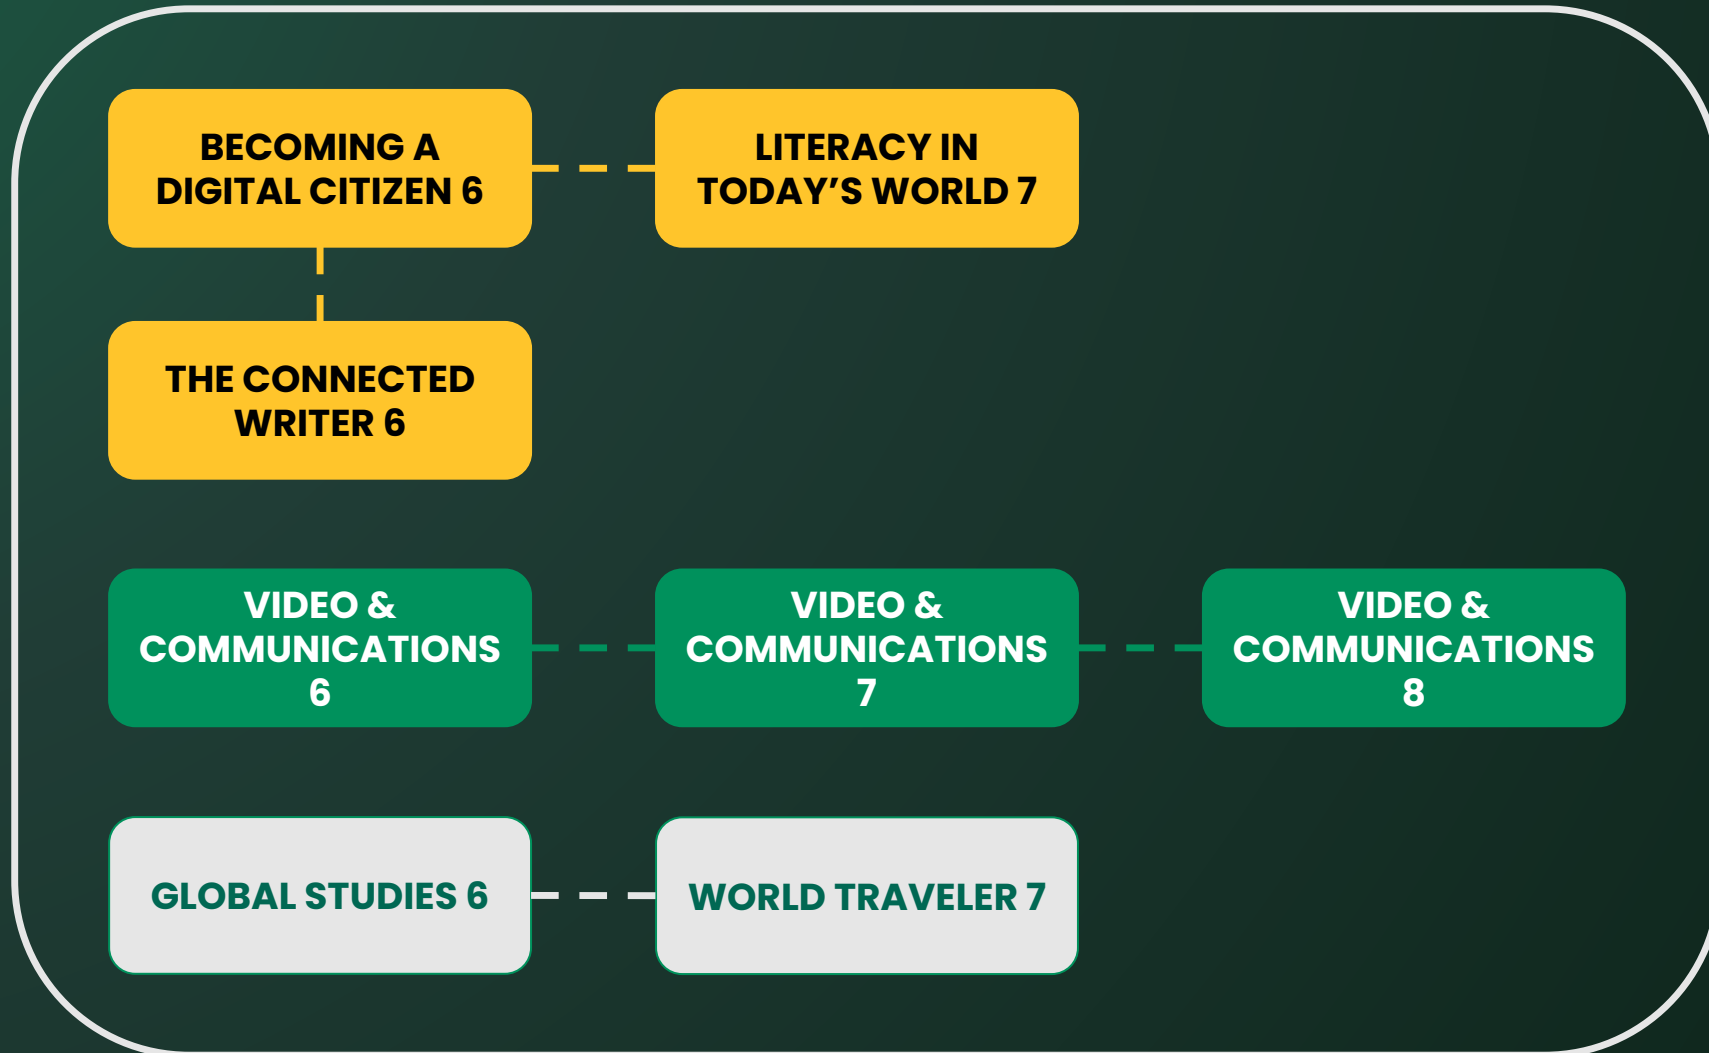 BECOMING A
DIGITAL CITIZEN 6
LITERACY IN
TODAY’S WORLD 7
THE CONNECTED
WRITER 6
VIDEO &
COMMUNICATIONS
6
VIDEO &
COMMUNICATIONS
7
VIDEO &
COMMUNICATIONS
8
GLOBAL STUDIES 6
WORLD TRAVELER 7